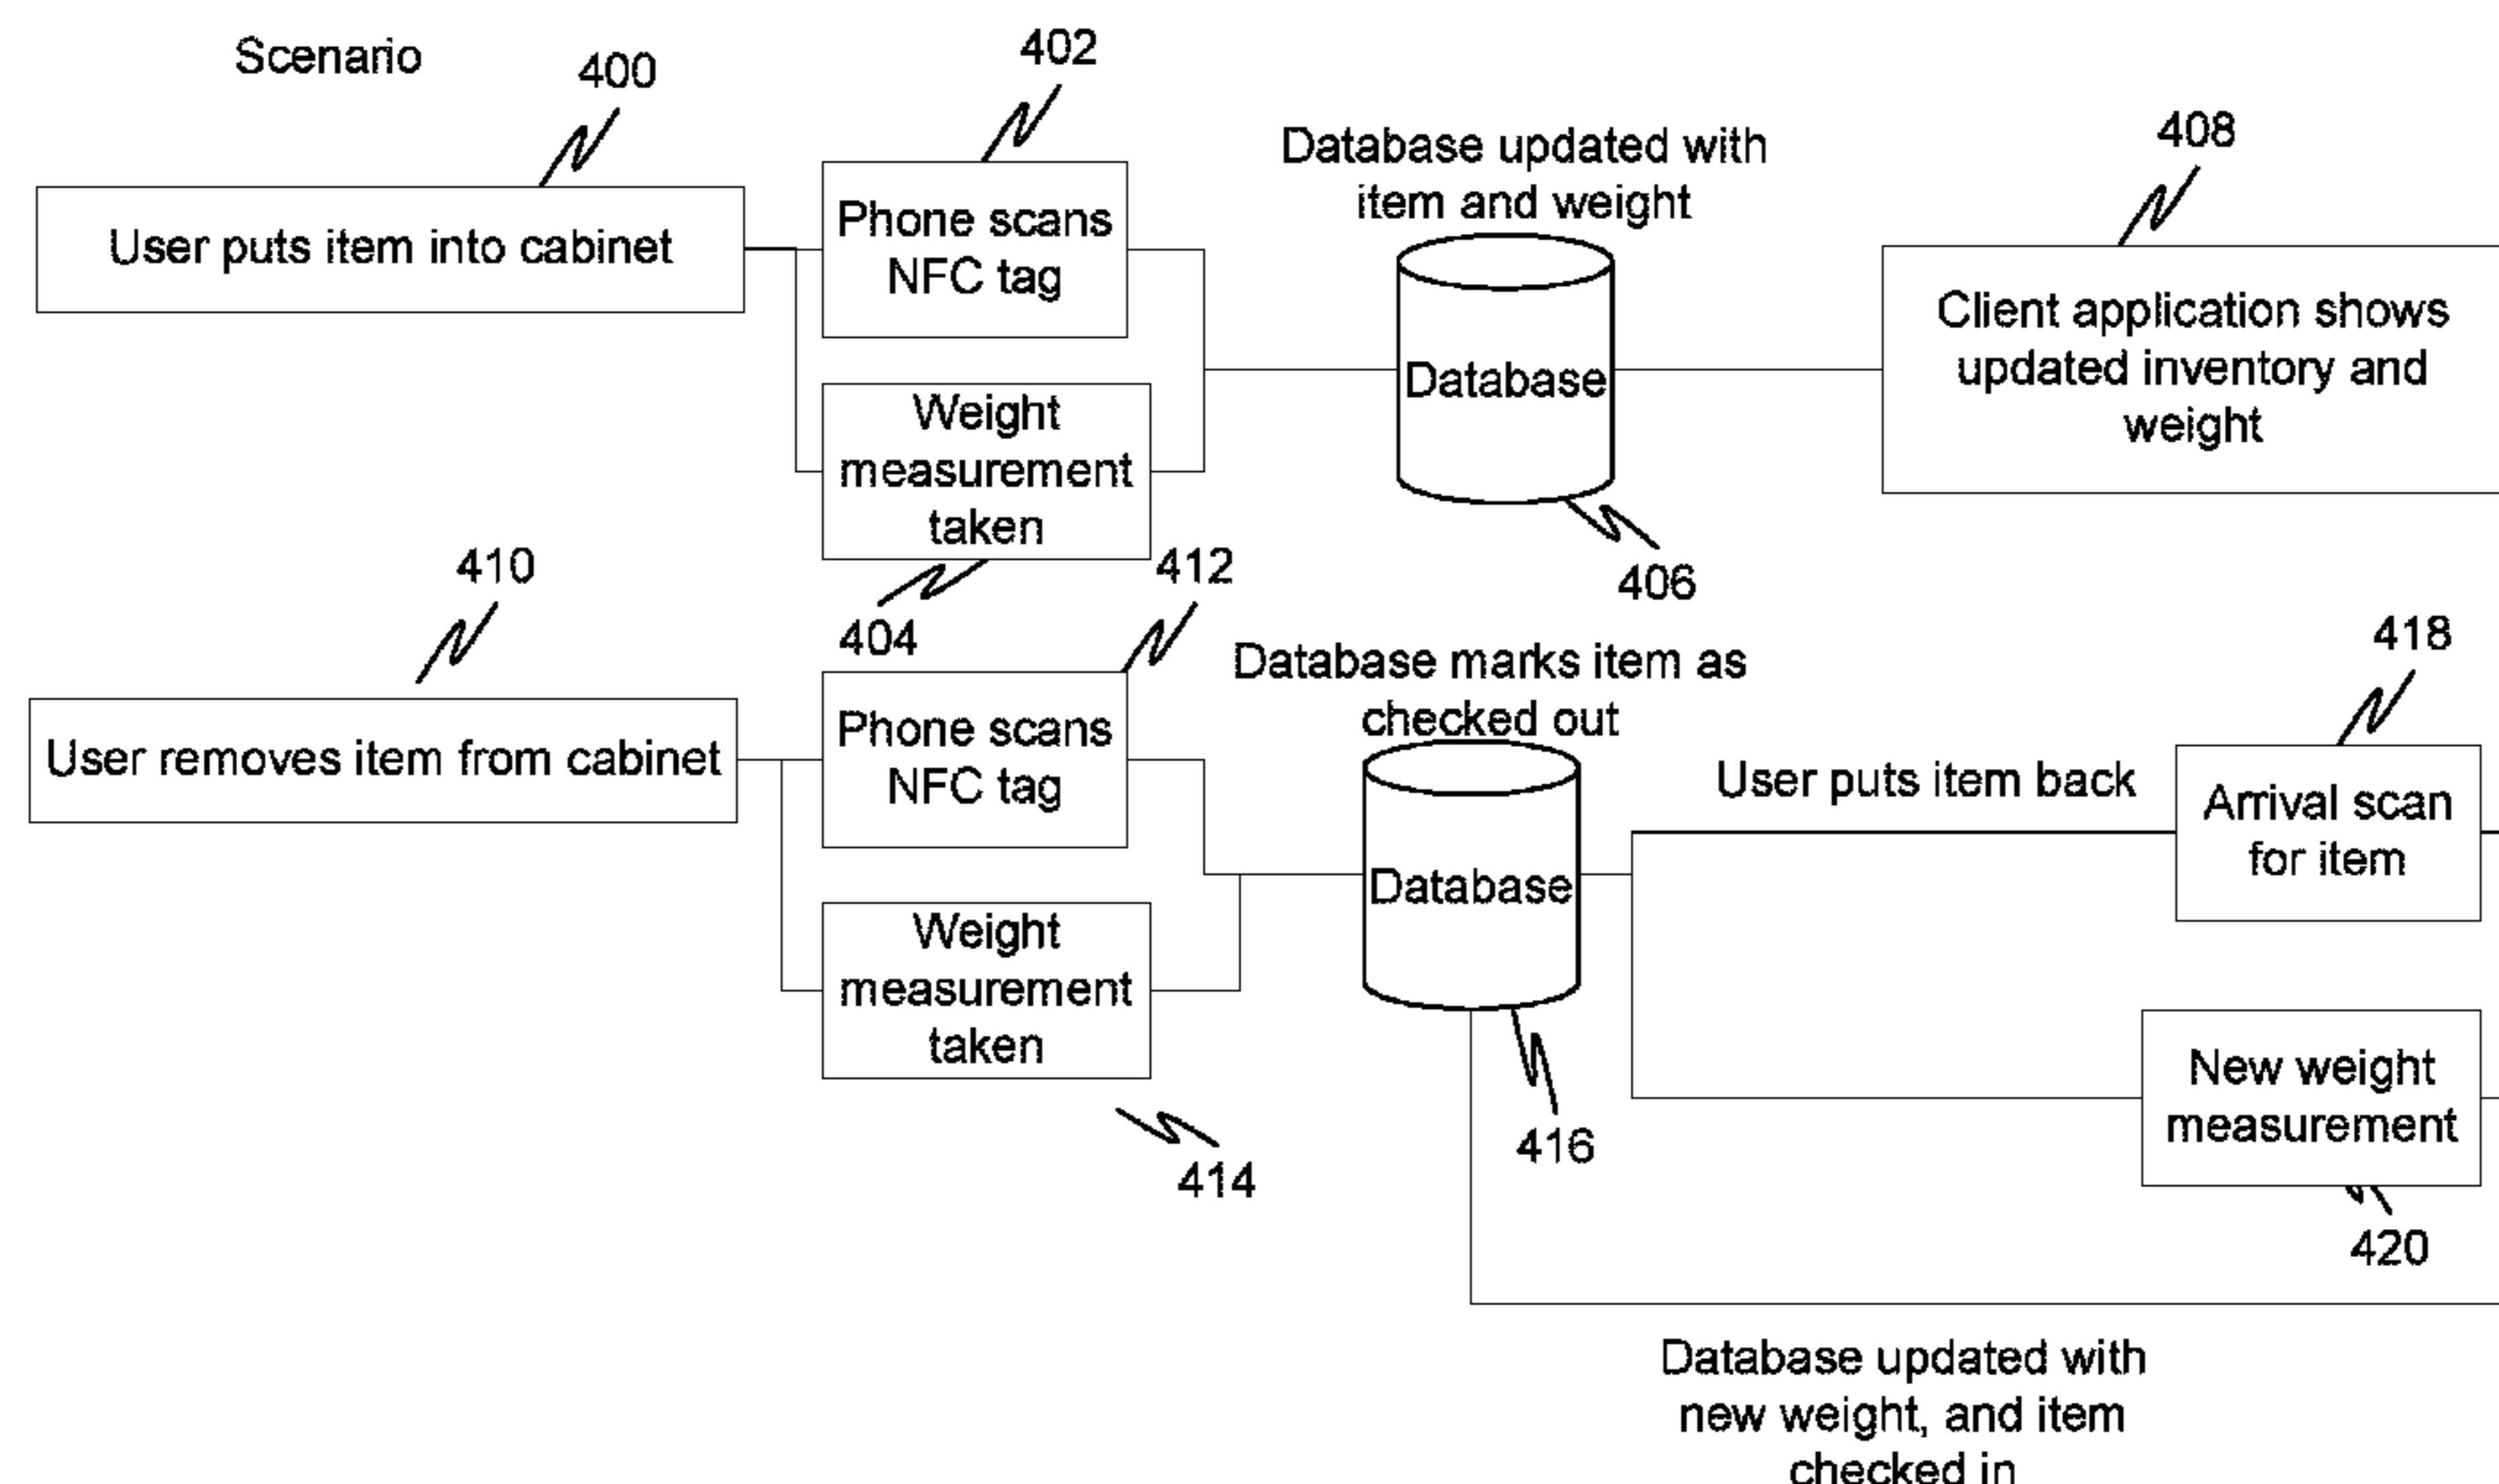 Scenario
400
402
408
User puts item into cabinet
Phone scans
NFC tag
Database updated with
item and weight
Database
Client application shows
updated inventory and
weight
Weight
measurement
taken
404
406
410
412
418
User removes item from cabinet
Phone scans
NFC tag
Database marks item as
checked out
Database
User puts item back
Arrival scan
for item
Weight
measurement
taken
414
416
New weight
measurement
420
Database updated with
new weight, and item
checked in